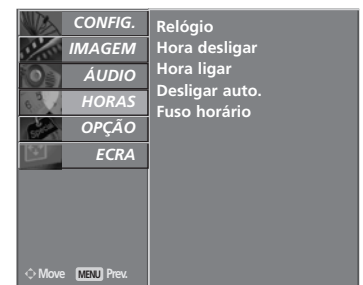 CONFIG.
IMAGEM
ÁUDIO
HORAS
OPÇÃO
ECRA
Relógio
Hora desligar
Hora ligar
Desligar auto.
Fuso horário
Move MENU Prev.